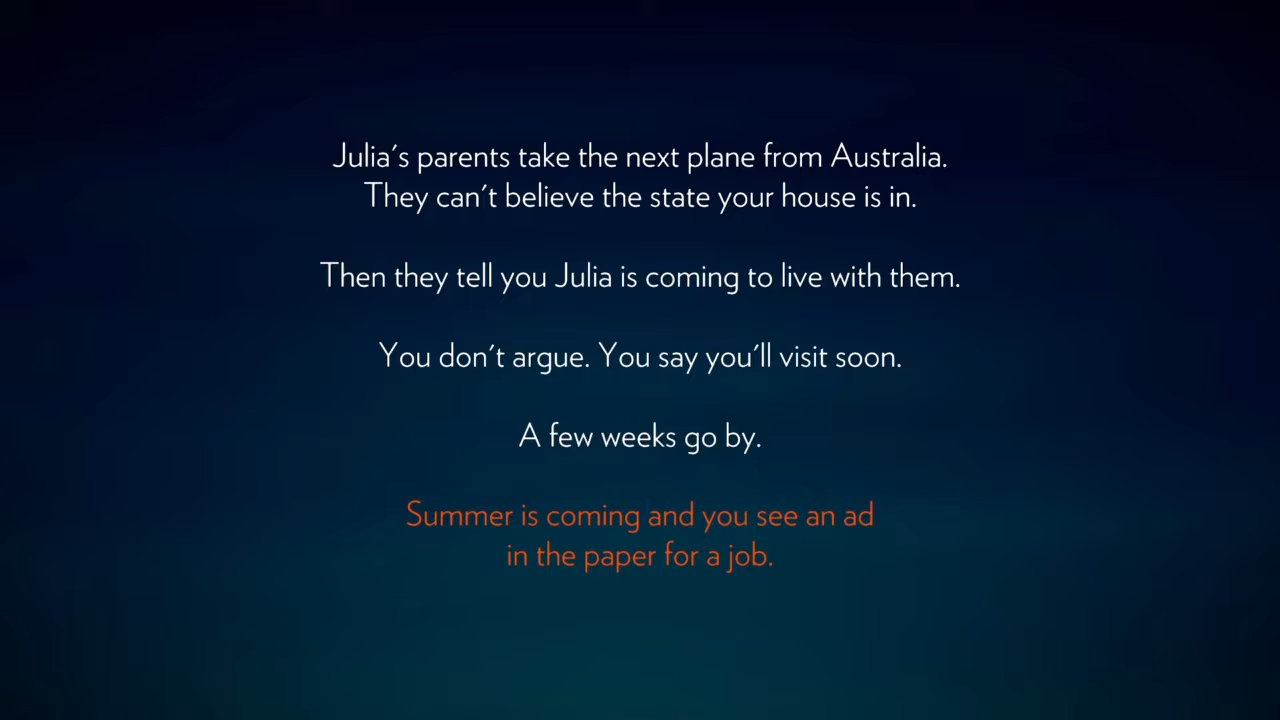 Julia's parents take the next plane from Australia.
They can't believe the state your house is in.
Then they tell you Julia is coming to live with them.
You don't argue. You say you'll visit soon.
A few weeks go by.
Summer is coming and you see an ad
in the paper for a job.